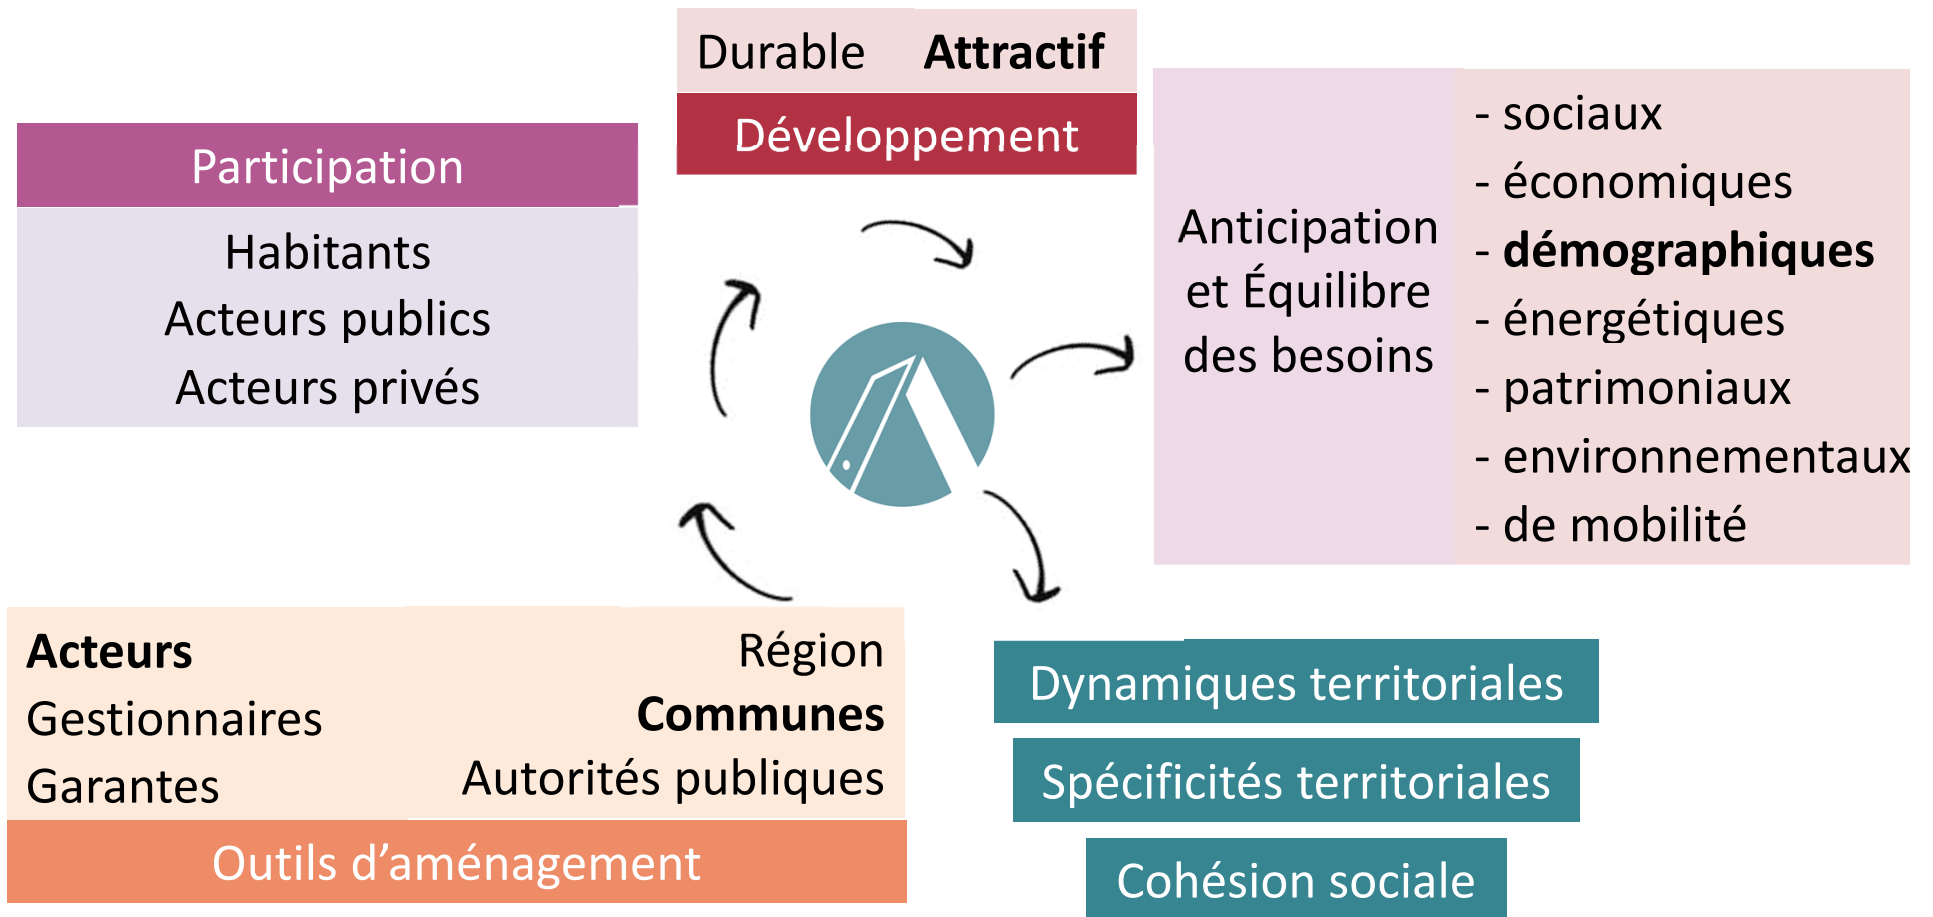 Durable Attractif
Développement
Participation
Habitants
Acteurs publics
Acteurs privés
Anticipation
et Équilibre
des besoins
- sociaux
- économiques
- démographiques
- énergétiques
- patrimoniaux
- environnementaux
- de mobilité
Acteurs
Gestionnaires
Garantes
Région
Communes
Autorités publiques
Outils d’aménagement
Dynamiques territoriales
Spécificités territoriales
Cohésion sociale